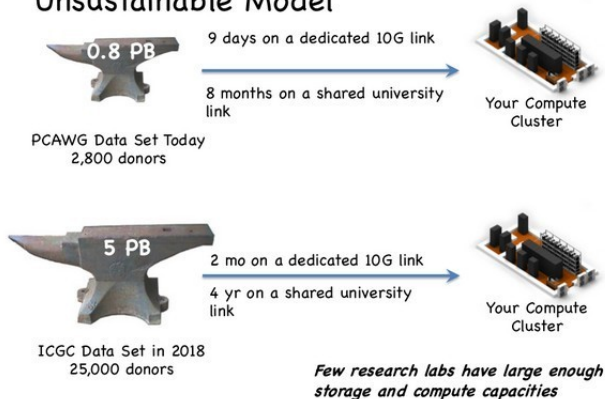 Unsustainable Model
0.8 PB
9 days on a dedicated 10G link
8 months on a shared university
link
Your Compute
Cluster
PCAWG Data Set Today
2,800 donors
5 PB
2 mo on a dedicated 10G link
4 yr on a shared university
link
Your Compute
Cluster
ICGC Data Set in 2018
25,000 donors
Few research labs have large enough
storage and compute capacities